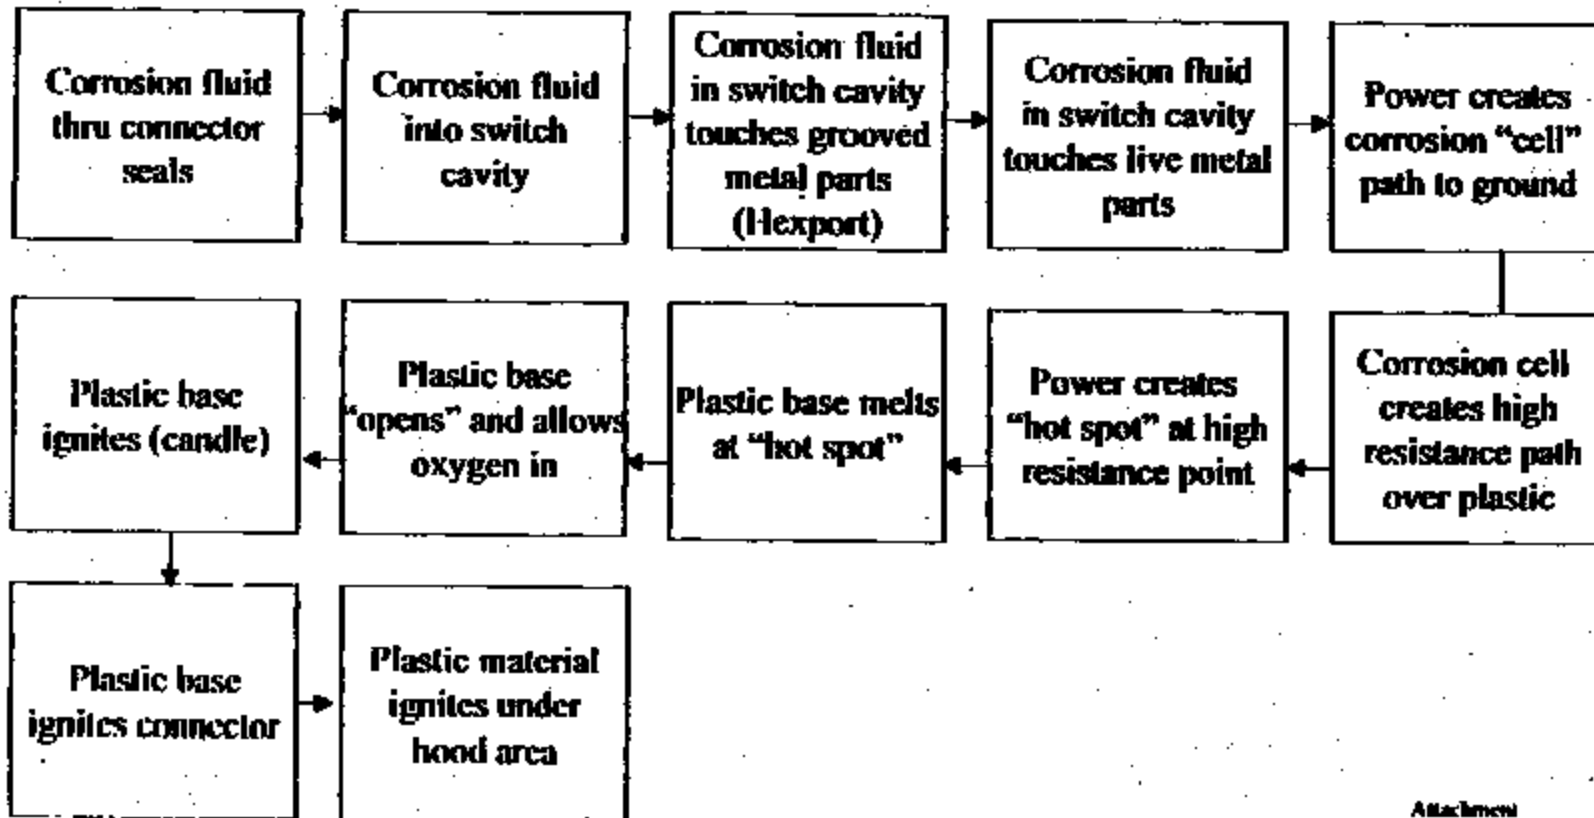 Corrosion fluid
thru connector
seals
Corrosion fluid
into switch
cavity
Corrosion fluid
in switch cavity
touches grooved
metal parts
(Hexport)
Corrosion fluid
in switch cavity
touches live metal
parts
Power creates
corrosion “cell”
path to ground
Plastic base
ignites (candle)
Plastic base
“opens” and allows
oxygen in
Plastic base melts
at “hot spot”
Power creates
“hot spot” at high
resistance point
Corrosion cell
creates high
resistance path
over plastic
Plastic base
ignites connector
Plastic material
ignites under
hood area
Attachment